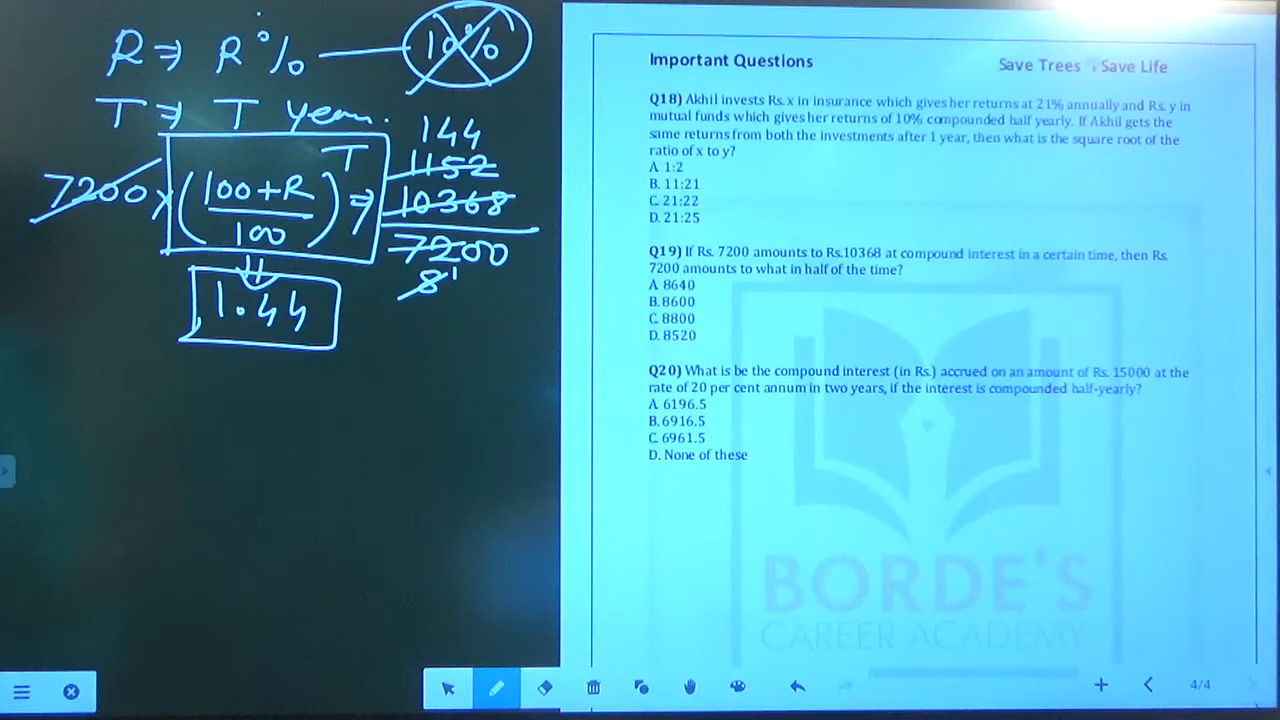 R ⇒ R % — 10%
T ⇒ T year.
7200 × ((100+R)/100)^T ⇒ 10368/7200
1152
144
8 1
1.44
Important Questions
Save Trees Save Life
Q18) Akhil invests Rs. x in insurance which gives her returns at 21% annually and Rs. y in
mutual funds which gives her returns of 10% compounded half yearly. If Akhil gets the
same returns from both the investments after 1 year, then what is the square root of the
ratio of x to y?
A 1:2
B. 11:21
C. 21:22
D. 21:25
Q19) If Rs. 7200 amounts to Rs.10368 at compound interest in a certain time, then Rs.
7200 amounts to what in half of the time?
A 8640
B. 8600
C. 8800
D. 8520
Q20) What is be the compound interest (in Rs.) accrued on an amount of Rs. 15000 at the
rate of 20 per cent annum in two years, if the interest is compounded half-yearly?
A 6196.5
B. 6916.5
C. 6961.5
D. None of these
BORDE'S
CAREER ACADEMY
4/4